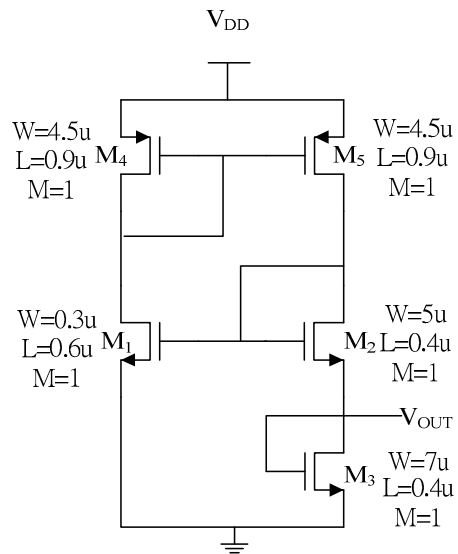 VDD
W=4.5u
L=0.9u
M=1
M4
M5
W=4.5u
L=0.9u
M=1
W=0.3u
L=0.6u
M=1
M1
M2
W=5u
L=0.4u
M=1
VOUT
M3
W=7u
L=0.4u
M=1